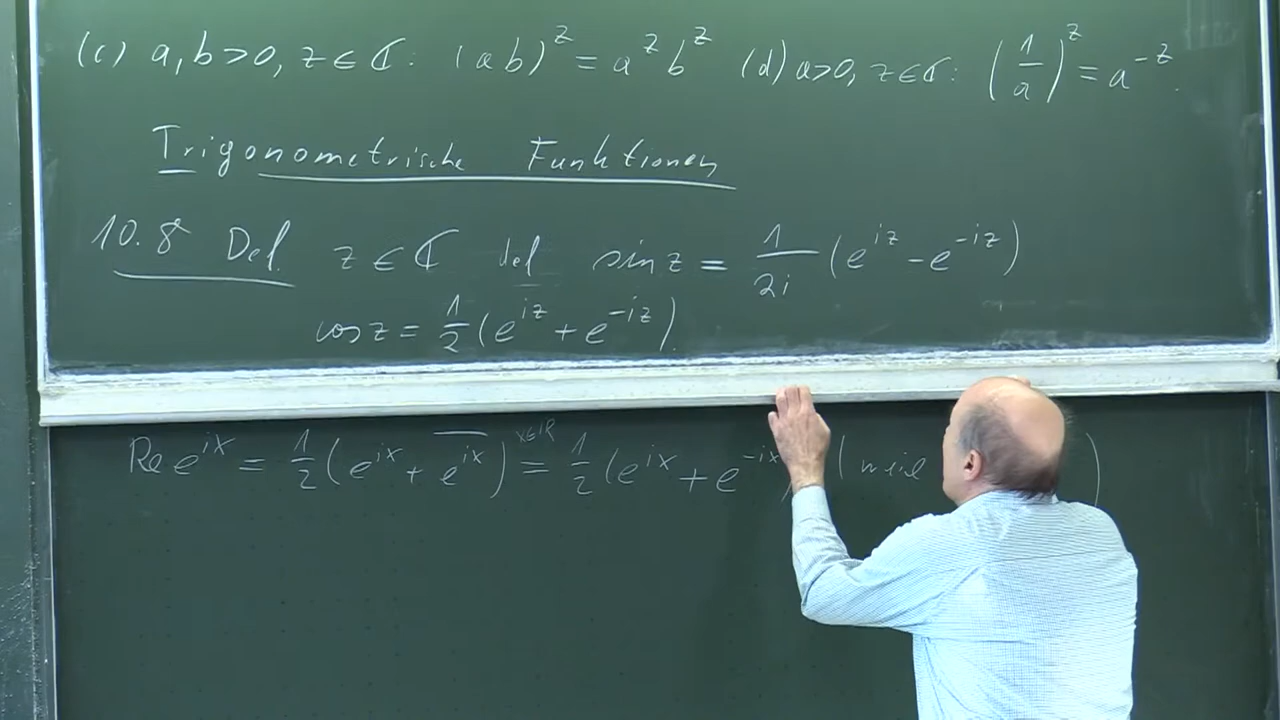 (c) a, b > 0, z ∈ ℂ: (ab)^z = a^z b^z (d) a > 0, z ∈ ℂ: (1/a)^z = a^{-z}.
Trigonometrische Funktionen
10.8 Def. z ∈ ℂ def sin z = 1/2i (e^{iz} - e^{-iz})
cos z = 1/2 (e^{iz} + e^{-iz}).
Re e^{ix} = 1/2 (e^{ix} + \overline{e^{ix}}) =^{x∈ℝ} 1/2 (e^{ix} + e^{-ix}) (weil )